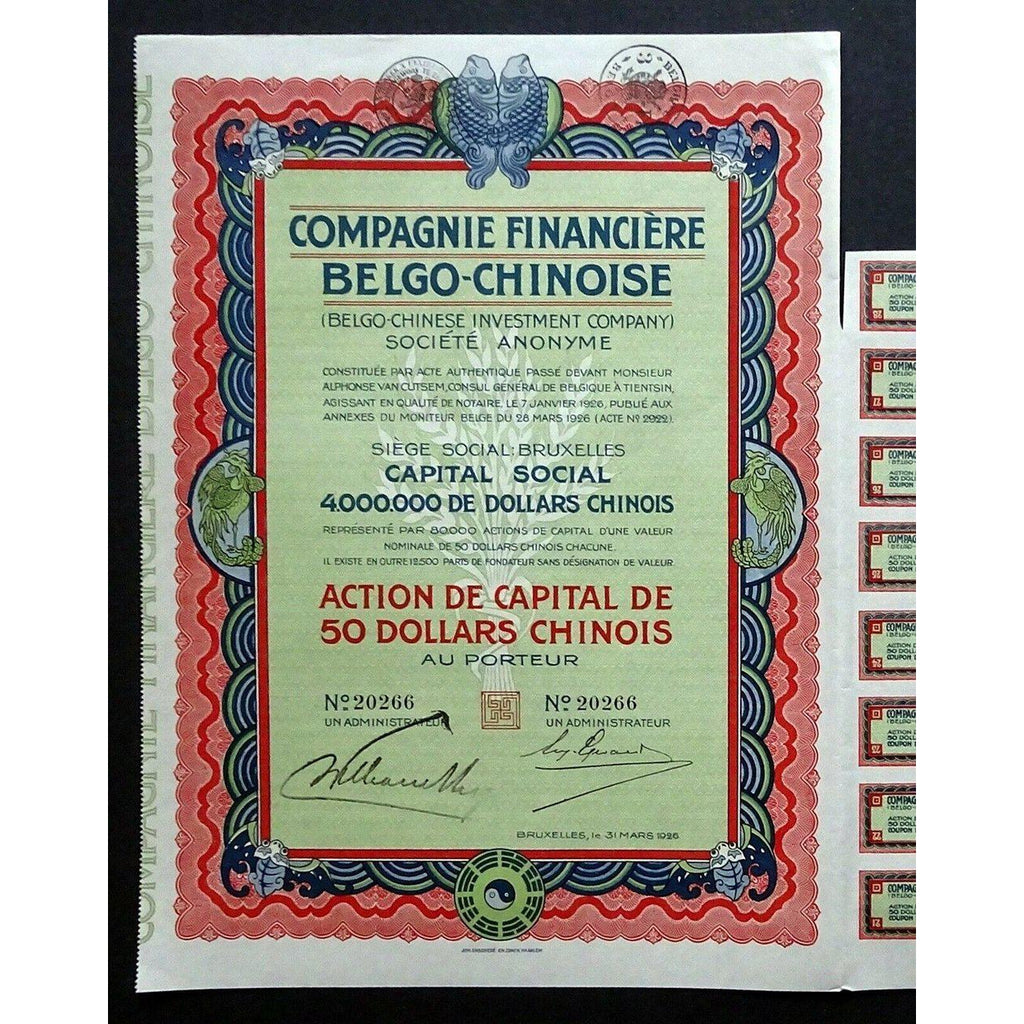 COMPAGNIE FINANCIÈRE
BELGO-CHINOISE
(BELGO-CHINESE INVESTMENT COMPANY)
SOCIÉTÉ ANONYME
CONSTITUÉE PAR ACTE AUTHENTIQUE PASSÉ DEVANT MONSIEUR
ALPHONSE VAN CUTSEM, CONSUL GÉNÉRAL DE BELGIQUE À TIENTSIN,
AGISSANT EN QUALITÉ DE NOTAIRE, LE 7 JANVIER 1926, PUBLIÉ AUX
ANNEXES DU MONITEUR BELGE DU 28 MARS 1926 (ACTE Nº 2922).
SIÈGE SOCIAL: BRUXELLES
CAPITAL SOCIAL
4.000.000 DE DOLLARS CHINOIS
REPRÉSENTÉ PAR 80.000 ACTIONS DE CAPITAL D'UNE VALEUR
NOMINALE DE 50 DOLLARS CHINOIS CHACUNE.
IL EXISTE EN OUTRE 12.500 PARTS DE FONDATEUR SANS DÉSIGNATION DE VALEUR.
ACTION DE CAPITAL DE
50 DOLLARS CHINOIS
AU PORTEUR
Nº 20266
Nº 20266
UN ADMINISTRATEUR
UN ADMINISTRATEUR
BRUXELLES, le 31 MARS 1926
JOH. ENSCHEDÉ EN ZONEN, HAARLEM
COMPAGNIE FINANCIÈRE BELGO-CHINOISE